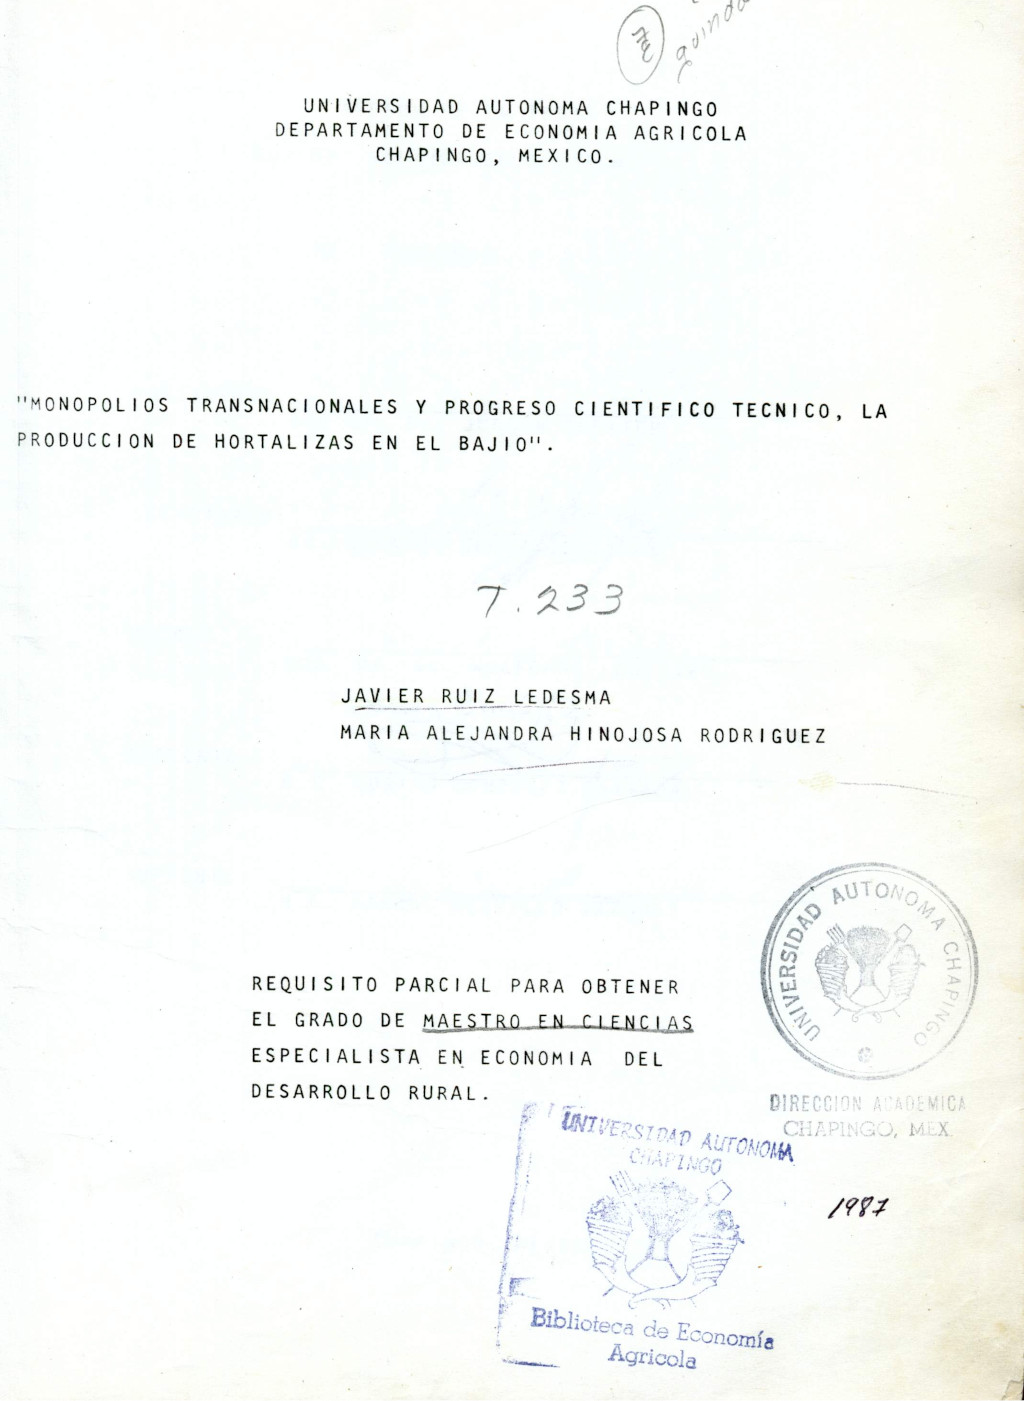 UNIVERSIDAD AUTONOMA CHAPINGO
DEPARTAMENTO DE ECONOMIA AGRICOLA
CHAPINGO, MEXICO.
"MONOPOLIOS TRANSNACIONALES Y PROGRESO CIENTIFICO TECNICO, LA
PRODUCCION DE HORTALIZAS EN EL BAJIO".
T. 233
JAVIER RUIZ LEDESMA
MARIA ALEJANDRA HINOJOSA RODRIGUEZ
REQUISITO PARCIAL PARA OBTENER
EL GRADO DE MAESTRO EN CIENCIAS
ESPECIALISTA EN ECONOMIA DEL
DESARROLLO RURAL.
UNIVERSIDAD AUTONOMA CHAPINGO
DIRECCION ACADEMICA
CHAPINGO, MEX
UNIVERSIDAD AUTONOMA
CHAPINGO
1987
Biblioteca de Economía
Agricola